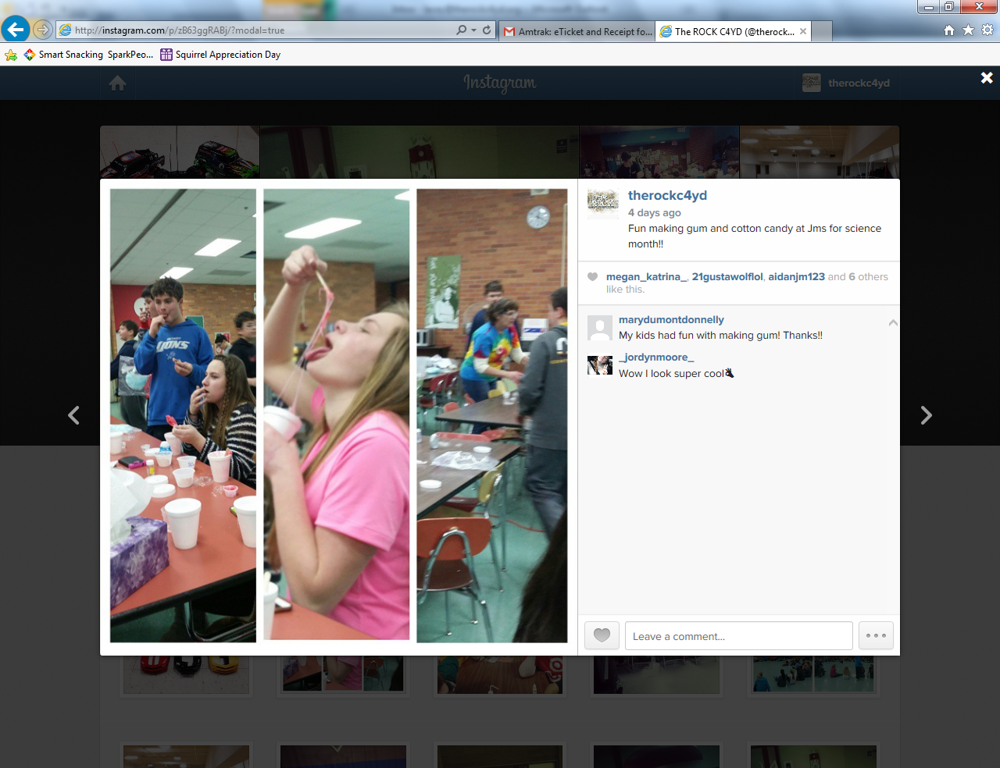 http://instagram.com/p/zB63ggRABj/?modal=true
Amtrak: eTicket and Receipt fo...
The ROCK C4YD (@therock...
Smart Snacking SparkPeo...
Squirrel Appreciation Day
Instagram
therockc4yd
therockc4yd
4 days ago
Fun making gum and cotton candy at Jms for science
month!!
megan_katrina_, 21gustawolflol, aidanjm123 and 6 others
like this.
marydumontdonnelly
My kids had fun with making gum! Thanks!!
_jordynmoore_
Wow I look super cool
Leave a comment...
LIONS
THE
ROCK